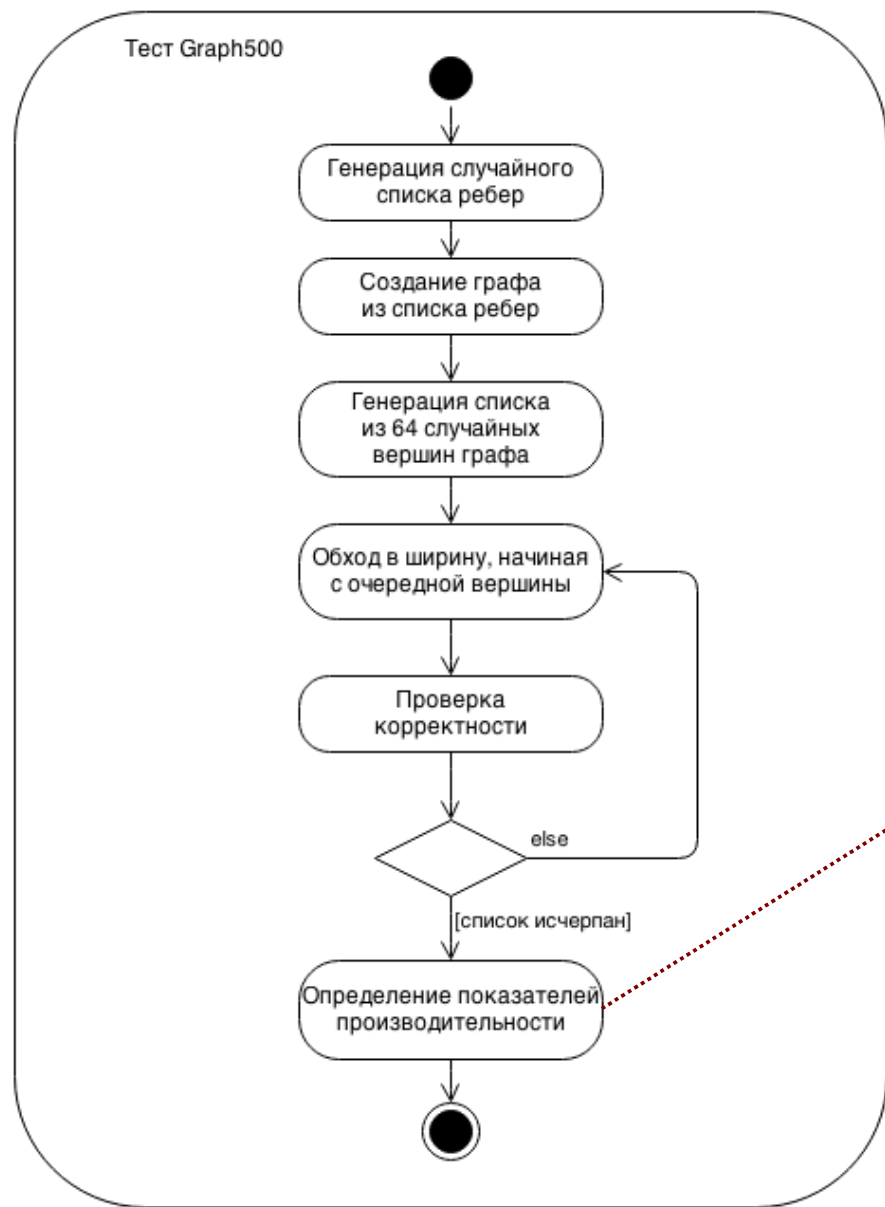 Тест Graph500
Генерация случайного
списка ребер
Создание графа
из списка ребер
Генерация списка
из 64 случайных
вершин графа
Обход в ширину, начиная
с очередной вершины
Проверка
корректности
else
[список исчерпан]
Определение показателей
производительности